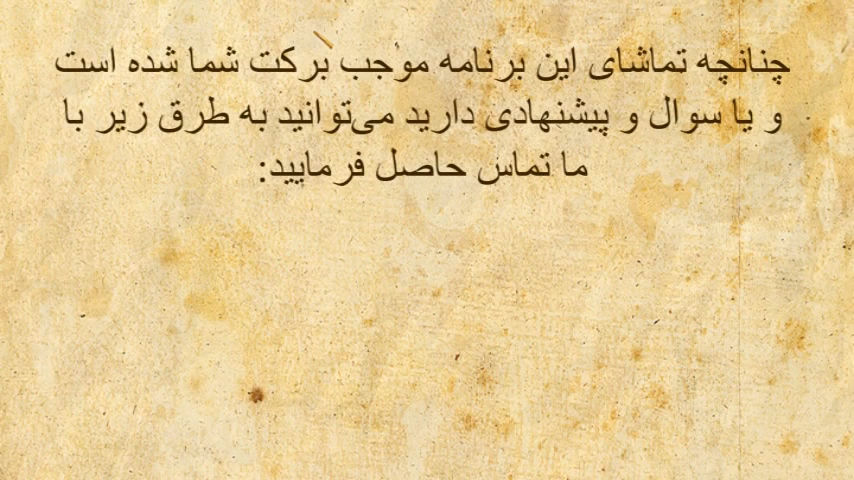 چنانچه تماشای این برنامه موجب برکت شما شده است
و یا سوال و پیشنهادی دارید می‌توانید به طرق زیر با
ما تماس حاصل فرمایید: